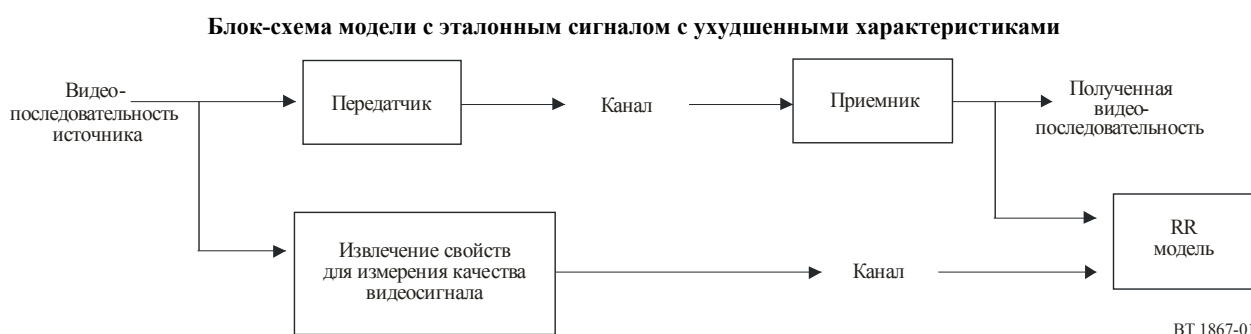 Блок-схема модели с эталонным сигналом с ухудшенными характеристиками
Видео-
последовательность
источника
Передатчик
Канал
Приемник
Полученная
видео-
последовательность
Извлечение свойств
для измерения качества
видеосигнала
Канал
RR
модель
BT 1867-01